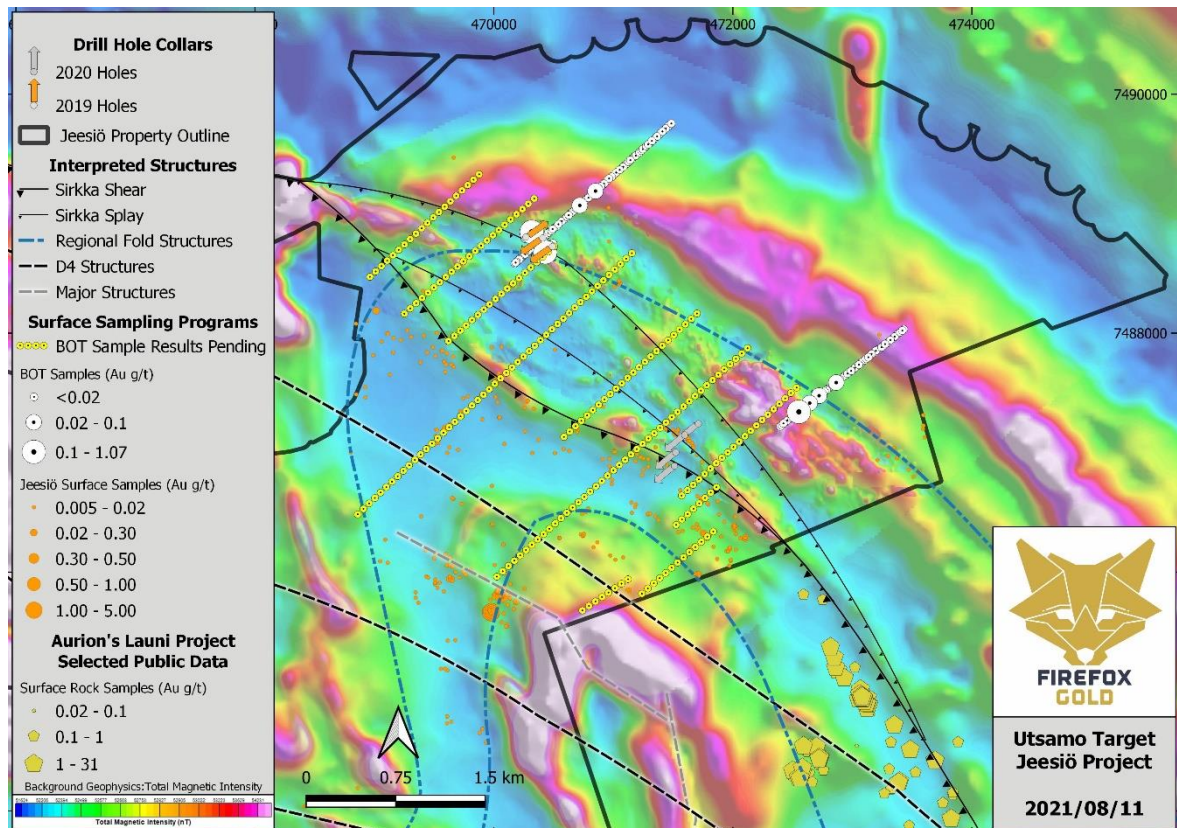 470000
472000
474000
7490000
7488000
Drill Hole Collars
2020 Holes
2019 Holes
Jeesiö Property Outline
Interpreted Structures
Sirkka Shear
Sirkka Splay
Regional Fold Structures
D4 Structures
Major Structures
Surface Sampling Programs
BOT Sample Results Pending
BOT Samples (Au g/t)
<0.02
0.02 - 0.1
0.1 - 1.07
Jeesiö Surface Samples (Au g/t)
0.005 - 0.02
0.02 - 0.30
0.30 - 0.50
0.50 - 1.00
1.00 - 5.00
Aurion's Launi Project
Selected Public Data
Surface Rock Samples (Au g/t)
0.02 - 0.1
0.1 - 1
1 - 31
Background Geophysics:Total Magnetic Intensity
Total Magnetic Intensity (nT)
0
0.75
1.5 km
FIREFOX
GOLD
Utsamo Target
Jeesiö Project
2021/08/11